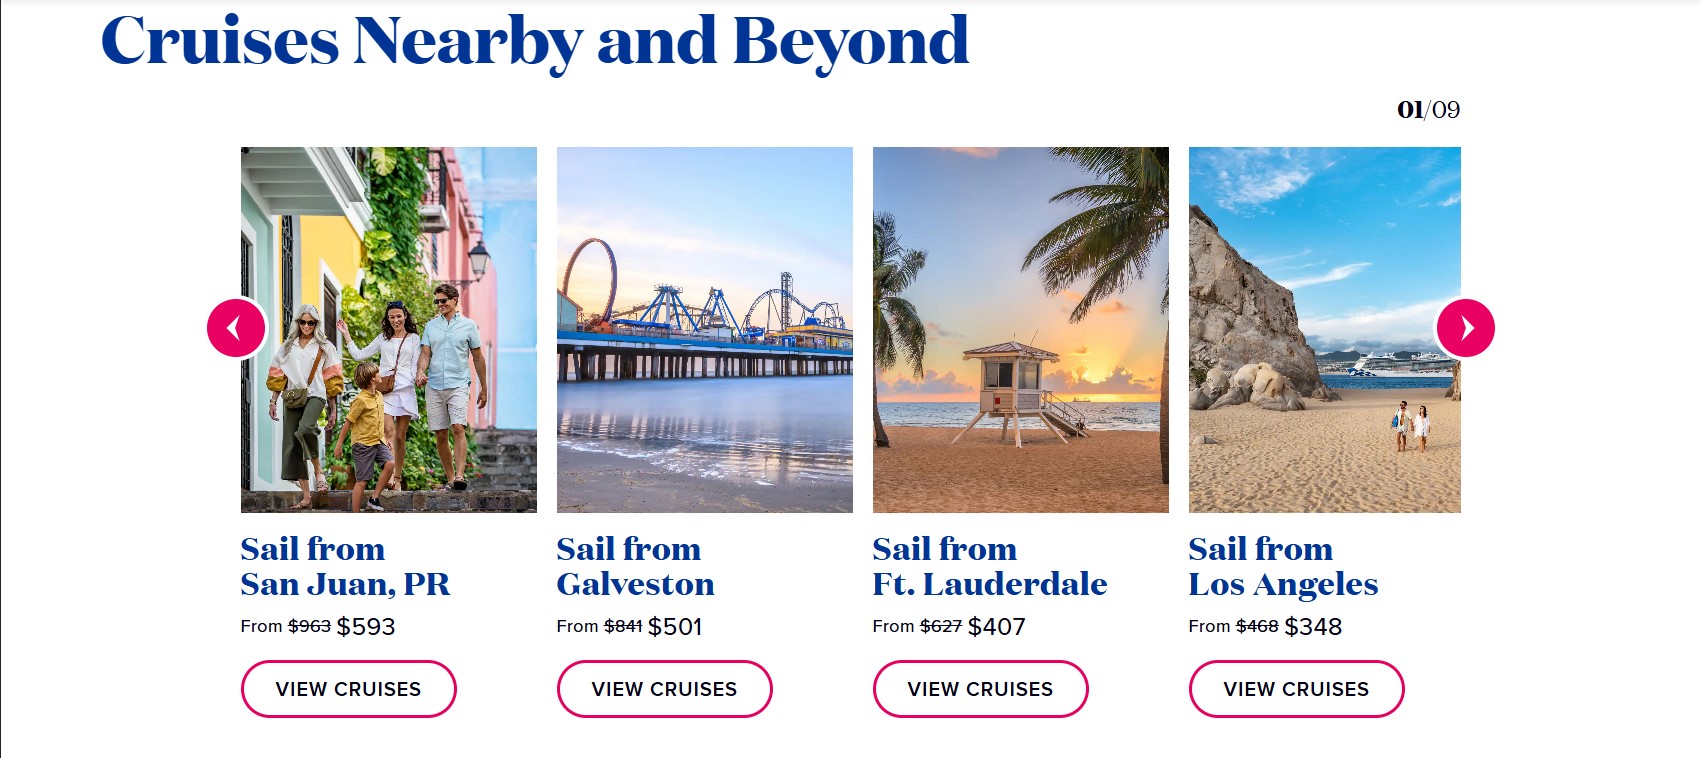 Cruises Nearby and Beyond
01/09
Sail from
San Juan, PR
From $963 $593
VIEW CRUISES
Sail from
Galveston
From $841 $501
VIEW CRUISES
Sail from
Ft. Lauderdale
From $627 $407
VIEW CRUISES
Sail from
Los Angeles
From $468 $348
VIEW CRUISES